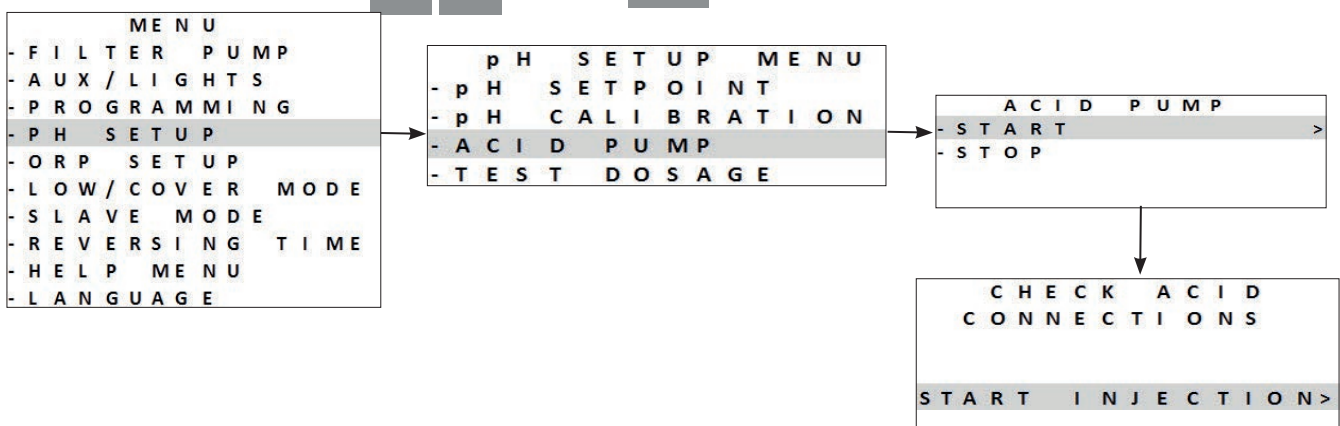 MENU
-FILTER PUMP
-AUX/LIGHTS
-PROGRAMMING
-PH SETUP
-ORP SETUP
-LOW/COVER MODE
-SLAVE MODE
-REVERSING TIME
-HELP MENU
-LANGUAGE
pH SETUP MENU
-pH SETPOINT
-pH CALIBRATION
-ACID PUMP
-TEST DOSAGE
ACID PUMP
-START >
-STOP
CHECK ACID
CONNECTIONS
START INJECTION>